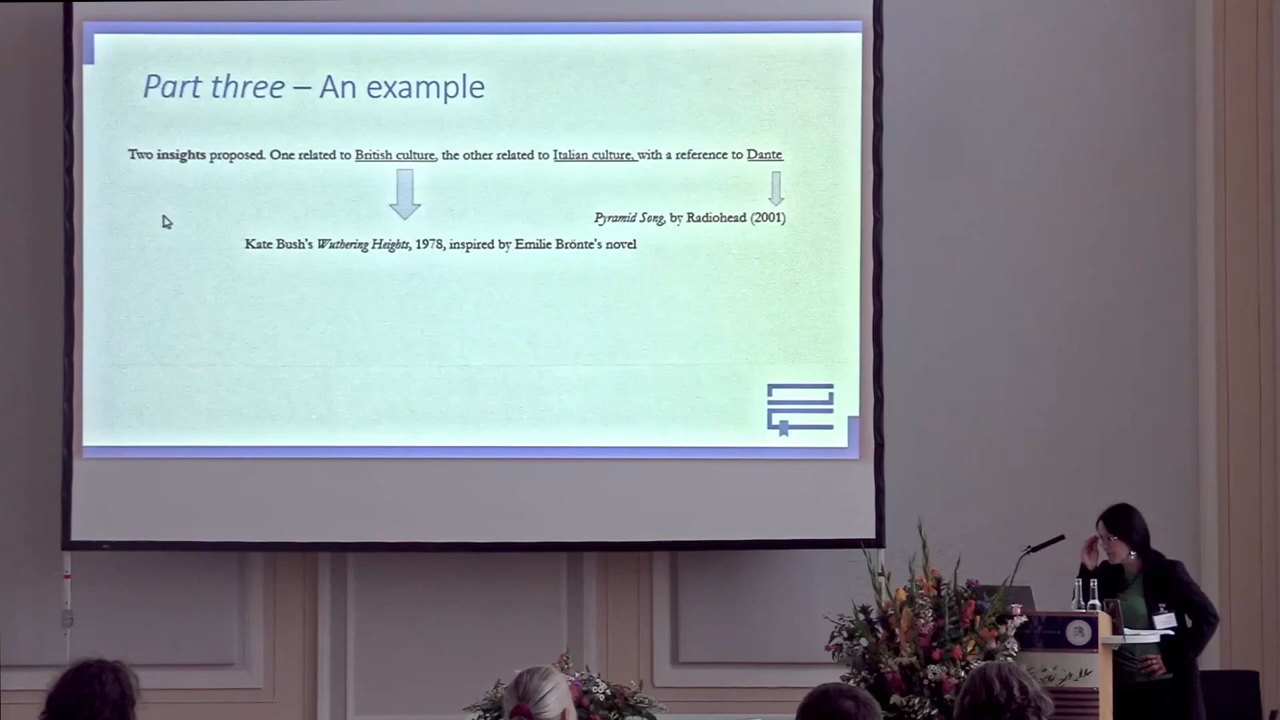 Part three – An example
Two insights proposed. One related to British culture, the other related to Italian culture, with a reference to Dante
Pyramid Song, by Radiohead (2001)
Kate Bush's Wuthering Heights, 1978, inspired by Emilie Brönte's novel